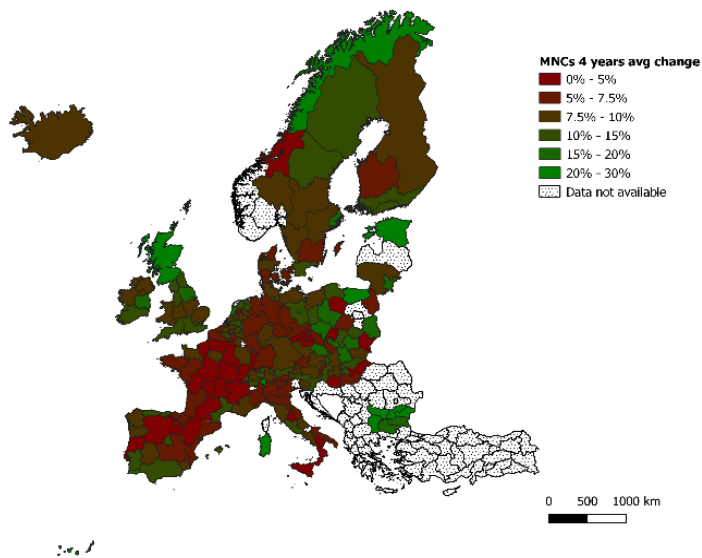 MNCs 4 years avg change
0% - 5%
5% - 7.5%
7.5% - 10%
10% - 15%
15% - 20%
20% - 30%
Data not available
0 500 1000 km